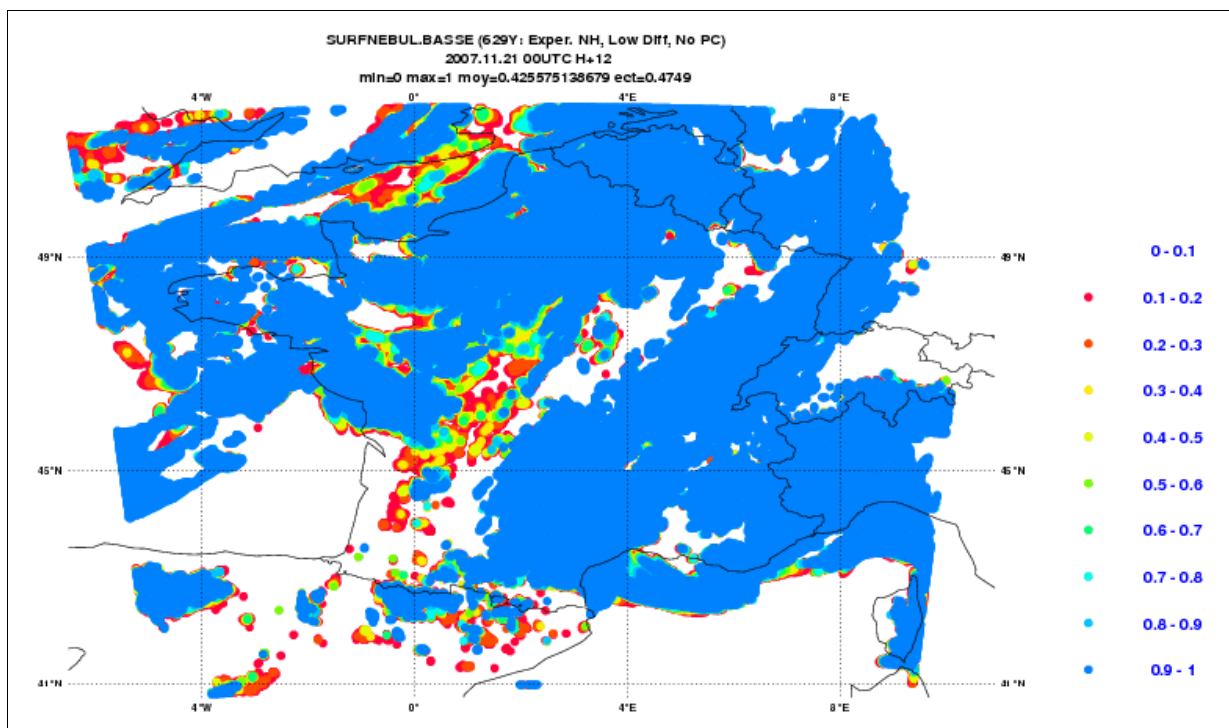 SURFNEBUL.BASSE (629Y: Exper. NH, Low Diff, No PC)
2007.11.21 00UTC H+12
min=0 max=1 moy=0.425575138679 ect=0.4749
4°W 0° 4°E 8°E
49°N 49°N
45°N 45°N
41°N 41°N
4°W 0° 4°E 8°E
0 - 0.1
0.1 - 0.2
0.2 - 0.3
0.3 - 0.4
0.4 - 0.5
0.5 - 0.6
0.6 - 0.7
0.7 - 0.8
0.8 - 0.9
0.9 - 1